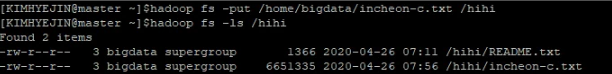 [KIMHYEJIN@master ~]$hadoop fs -put /home/bigdata/incheon-c.txt /hihi
[KIMHYEJIN@master ~]$hadoop fs -ls /hihi
Found 2 items
-rw-r--r-- 3 bigdata supergroup 1366 2020-04-26 07:11 /hihi/README.txt
-rw-r--r-- 3 bigdata supergroup 6651335 2020-04-26 07:56 /hihi/incheon-c.txt